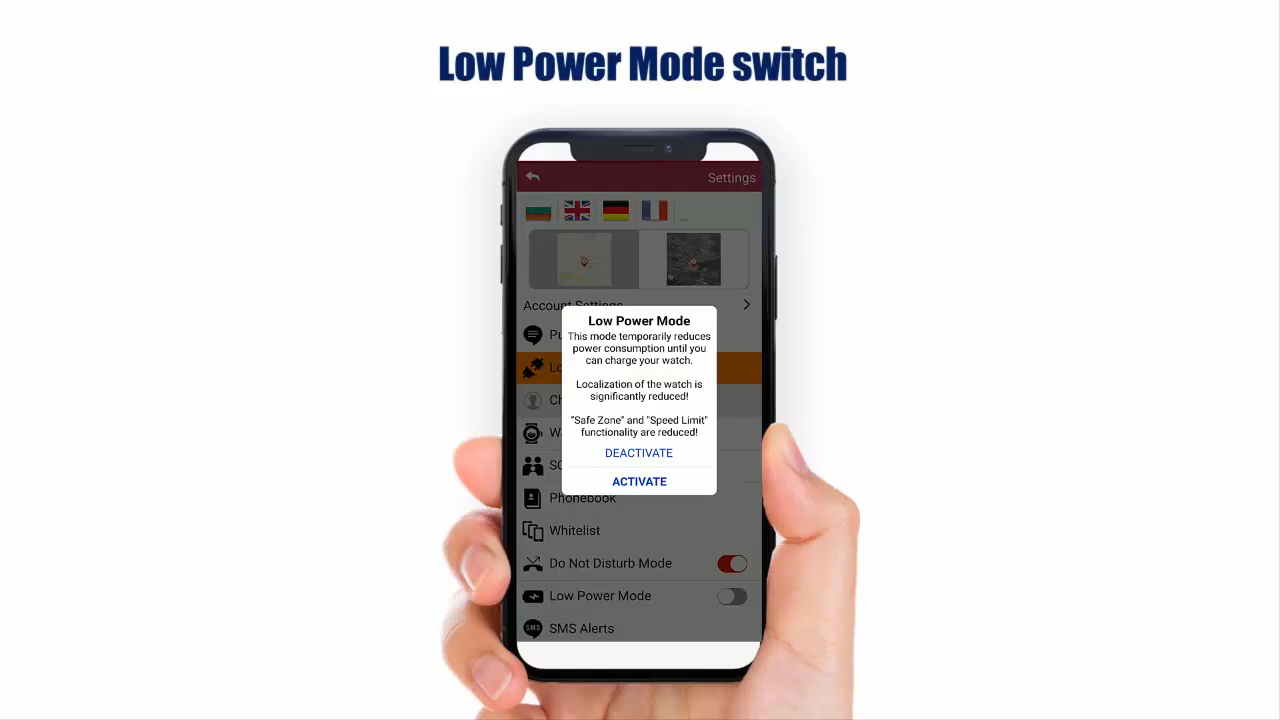 Low Power Mode switch
Settings
...
Account Settings
Low Power Mode
This mode temporarily reduces
power consumption until you
can charge your watch.
Localization of the watch is
significantly reduced!
"Safe Zone" and "Speed Limit"
functionality are reduced!
DEACTIVATE
ACTIVATE
Phonebook
Whitelist
Do Not Disturb Mode
Low Power Mode
SMS SMS Alerts